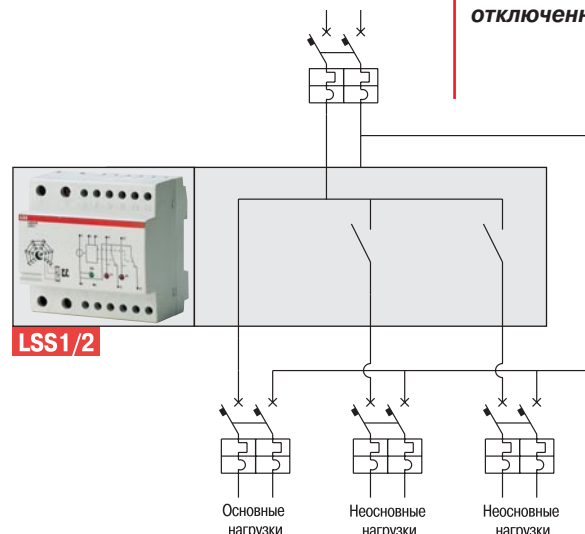 отключенн
LSS1/2
Основные
нагрузки
Неосновные
нагрузки
Неосновные
нагрузки